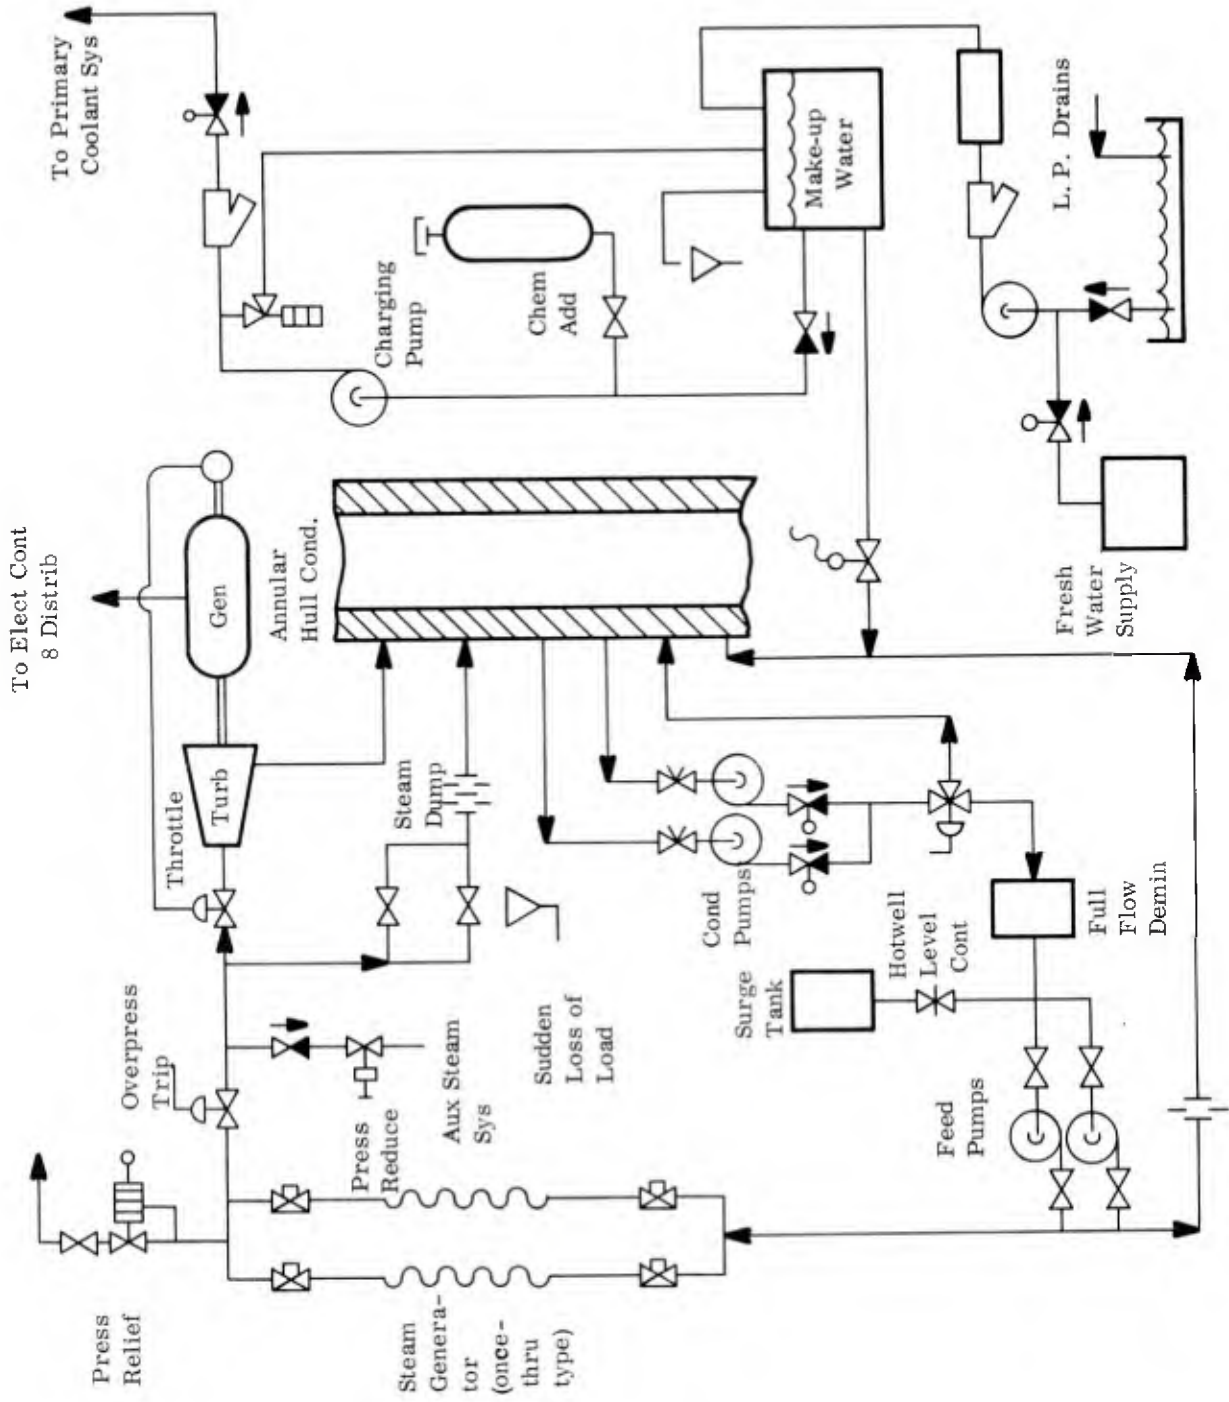 To Primary
Coolant Sys
To Elect Cont
8 Distrib
Gen
Turb
Throttle
Overpress
Trip
Press
Relief
Charging
Pump
Chem
Add
Make-up
Water
L. P. Drains
Annular
Hull Cond.
Steam
Dump
Press
Reduce
Aux Steam
Sys
Sudden
Loss of
Load
Steam
Genera-
tor
(once-
thru
type)
Cond
Pumps
Surge
Tank
Hotwell
Level
Cont
Full
Flow
Demin
Feed
Pumps
Fresh
Water
Supply